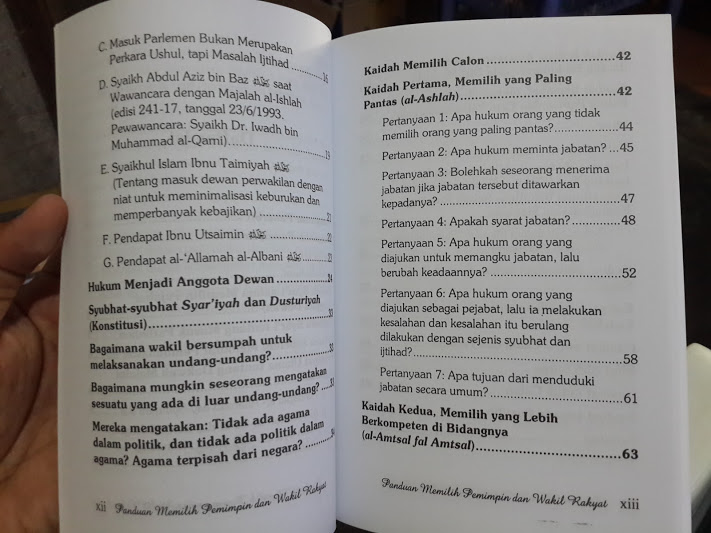 C. Masuk Parlemen Bukan Merupakan
Perkara Ushul, tapi Masalah Ijtihad ............ 16
D. Syaikh Abdul Aziz bin Baz ﷫ saat
Wawancara dengan Majalah al-Ishlah
(edisi 241-17, tanggal 23/6/1993.
Pewawancara: Syaikh Dr. Iwadh bin
Muhammad al-Qarni) ............ 19
E. Syaikhul Islam Ibnu Taimiyah ﷫
(Tentang masuk dewan perwakilan dengan
niat untuk meminimalisasi keburukan dan
memperbanyak kebajikan) ............ 21
F. Pendapat Ibnu Utsaimin ﷫ ............ 22
G. Pendapat al-'Allamah al-Albani ﷫ ............ 23
Hukum Menjadi Anggota Dewan ............ 24
Syubhat-syubhat Syar'iyah dan Dusturiyah
(Konstitusi) ............
Bagaimana wakil bersumpah untuk
melaksanakan undang-undang? ............
Bagaimana mungkin seseorang mengatakan
sesuatu yang ada di luar undang-undang? ....
Mereka mengatakan: Tidak ada agama
dalam politik, dan tidak ada politik dalam
agama? Agama terpisah dari negara? ............
xii Panduan Memilih Pemimpin dan Wakil Rakyat
Kaidah Memilih Calon ............ 42
Kaidah Pertama, Memilih yang Paling
Pantas (al-Ashlah) ............ 42
Pertanyaan 1: Apa hukum orang yang tidak
memilih orang yang paling pantas? ............ 44
Pertanyaan 2: Apa hukum meminta jabatan? ... 45
Pertanyaan 3: Bolehkah seseorang menerima
jabatan jika jabatan tersebut ditawarkan
kepadanya? ............ 47
Pertanyaan 4: Apakah syarat jabatan? ............ 48
Pertanyaan 5: Apa hukum orang yang
diajukan untuk memangku jabatan, lalu
berubah keadaannya? ............ 52
Pertanyaan 6: Apa hukum orang yang
diajukan sebagai pejabat, lalu ia melakukan
kesalahan dan kesalahan itu berulang
dilakukan dengan sejenis syubhat dan
ijtihad? ............ 58
Pertanyaan 7: Apa tujuan dari menduduki
jabatan secara umum? ............ 61
Kaidah Kedua, Memilih yang Lebih
Berkompeten di Bidangnya
(al-Amtsal fal Amtsal) ............ 63
Panduan Memilih Pemimpin dan Wakil Rakyat xiii